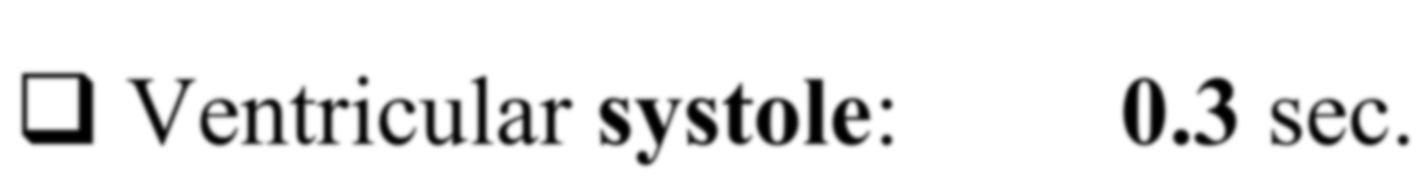 ❑ Ventricular systole: 0.3 sec.